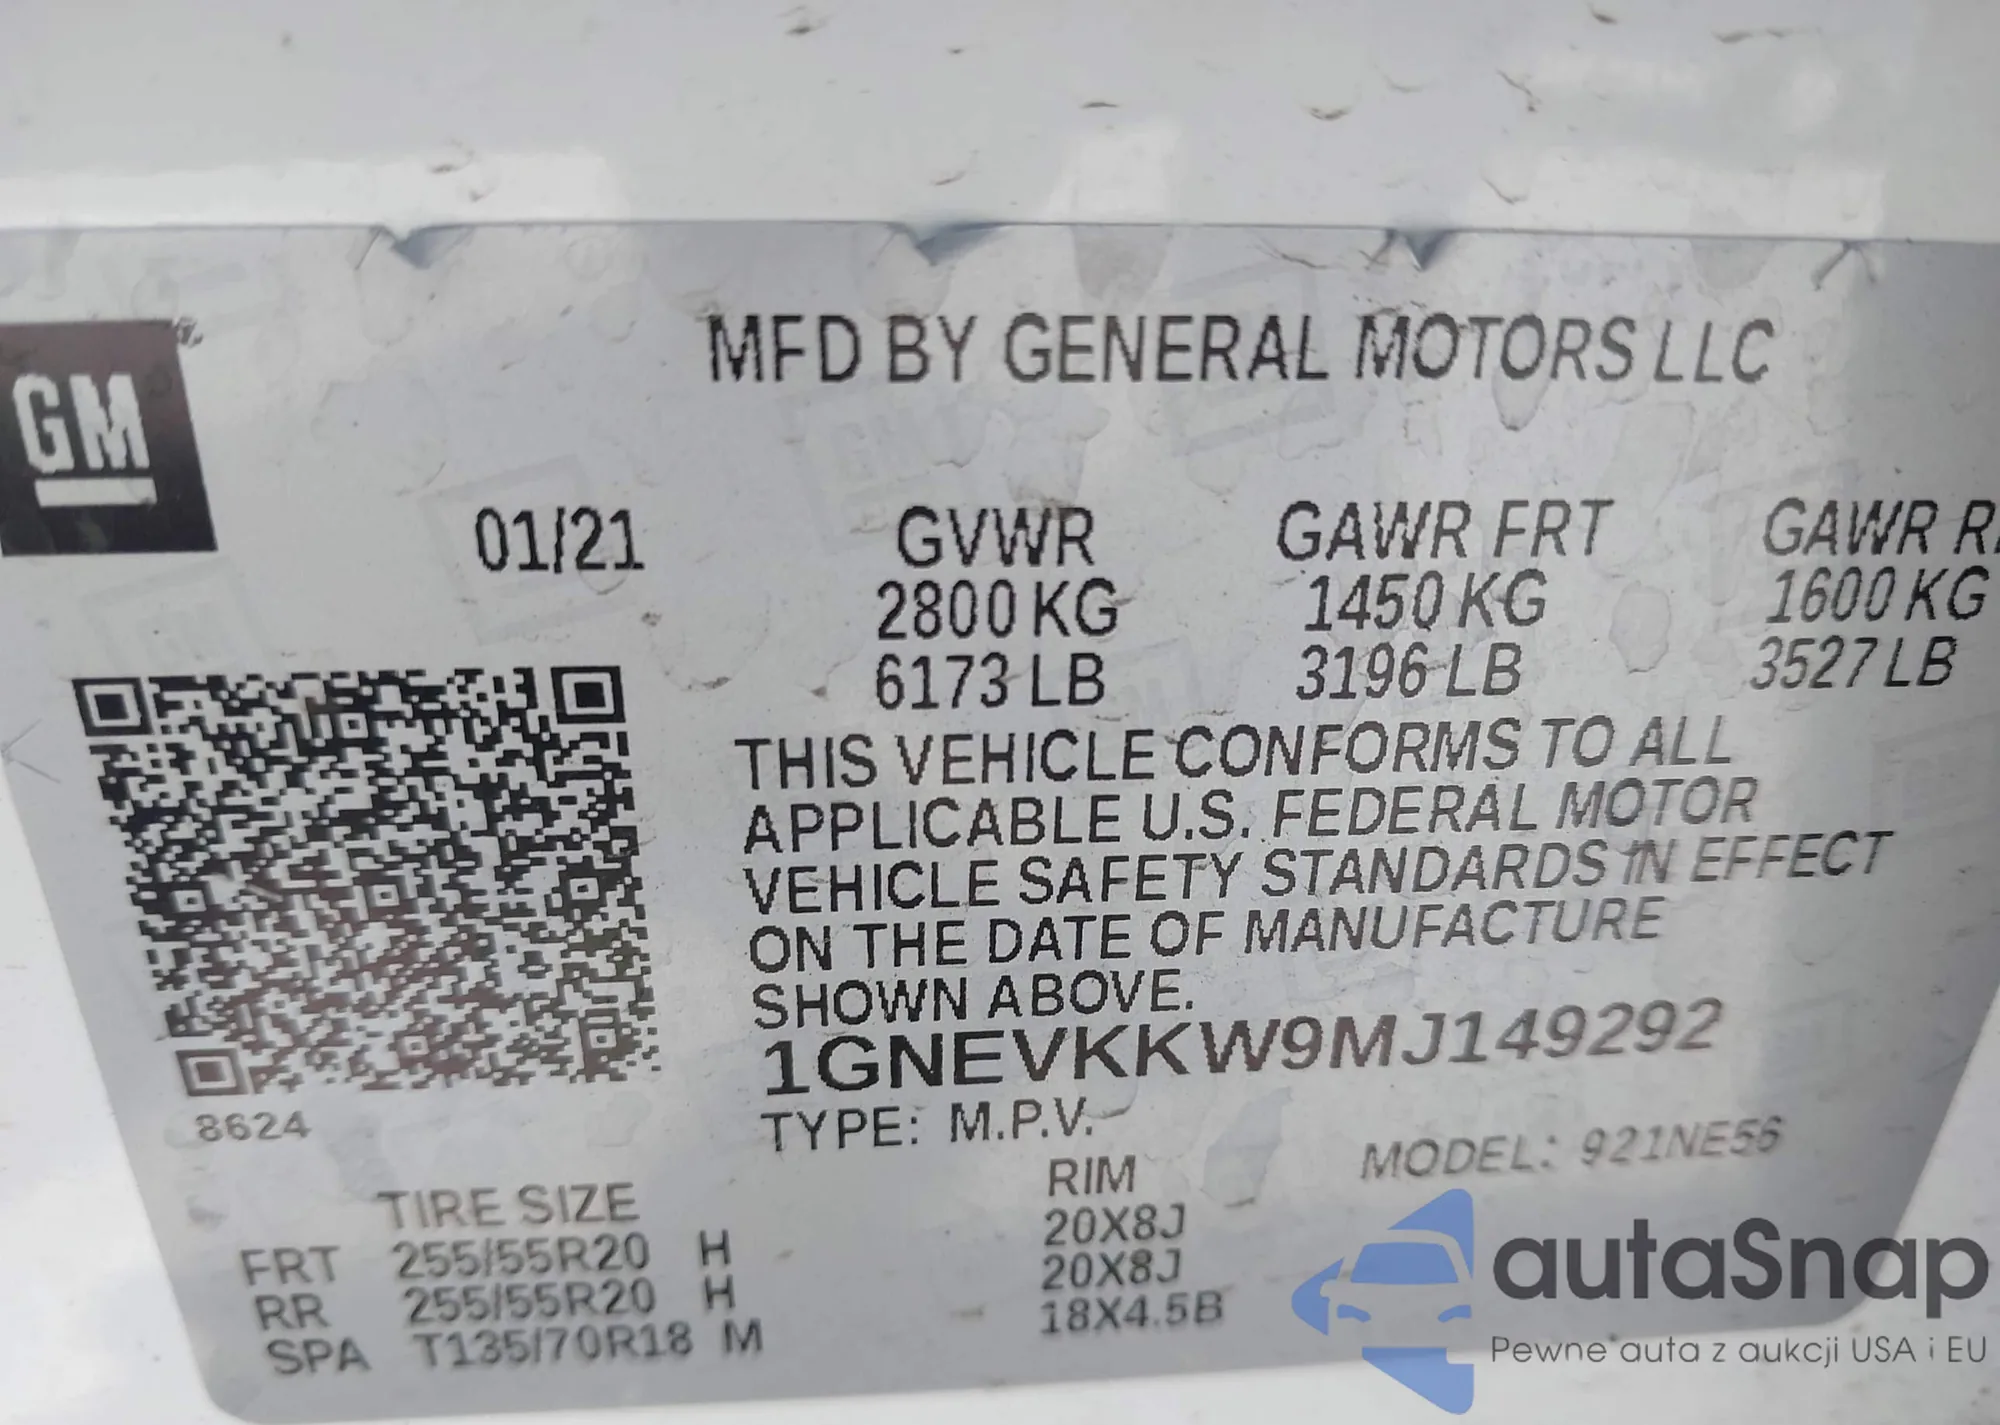 MFD BY GENERAL MOTORS LLC
GM
01/21 GVWR GAWR FRT GAWR
2800 KG 1450 KG 1600 KG
6173 LB 3196 LB 3527 LB
THIS VEHICLE CONFORMS TO ALL
APPLICABLE U.S. FEDERAL MOTOR
VEHICLE SAFETY STANDARDS IN EFFECT
ON THE DATE OF MANUFACTURE
SHOWN ABOVE.
1GNEVKKW9MJ149292
8624
TYPE: M.P.V. MODEL: 921NE56
TIRE SIZE RIM
FRT 255/55R20 H 20X8J
RR 255/55R20 H 20X8J
SPA T135/70R18 M 18X4.5B
autaSnap
Pewne auta z aukcji USA i EU